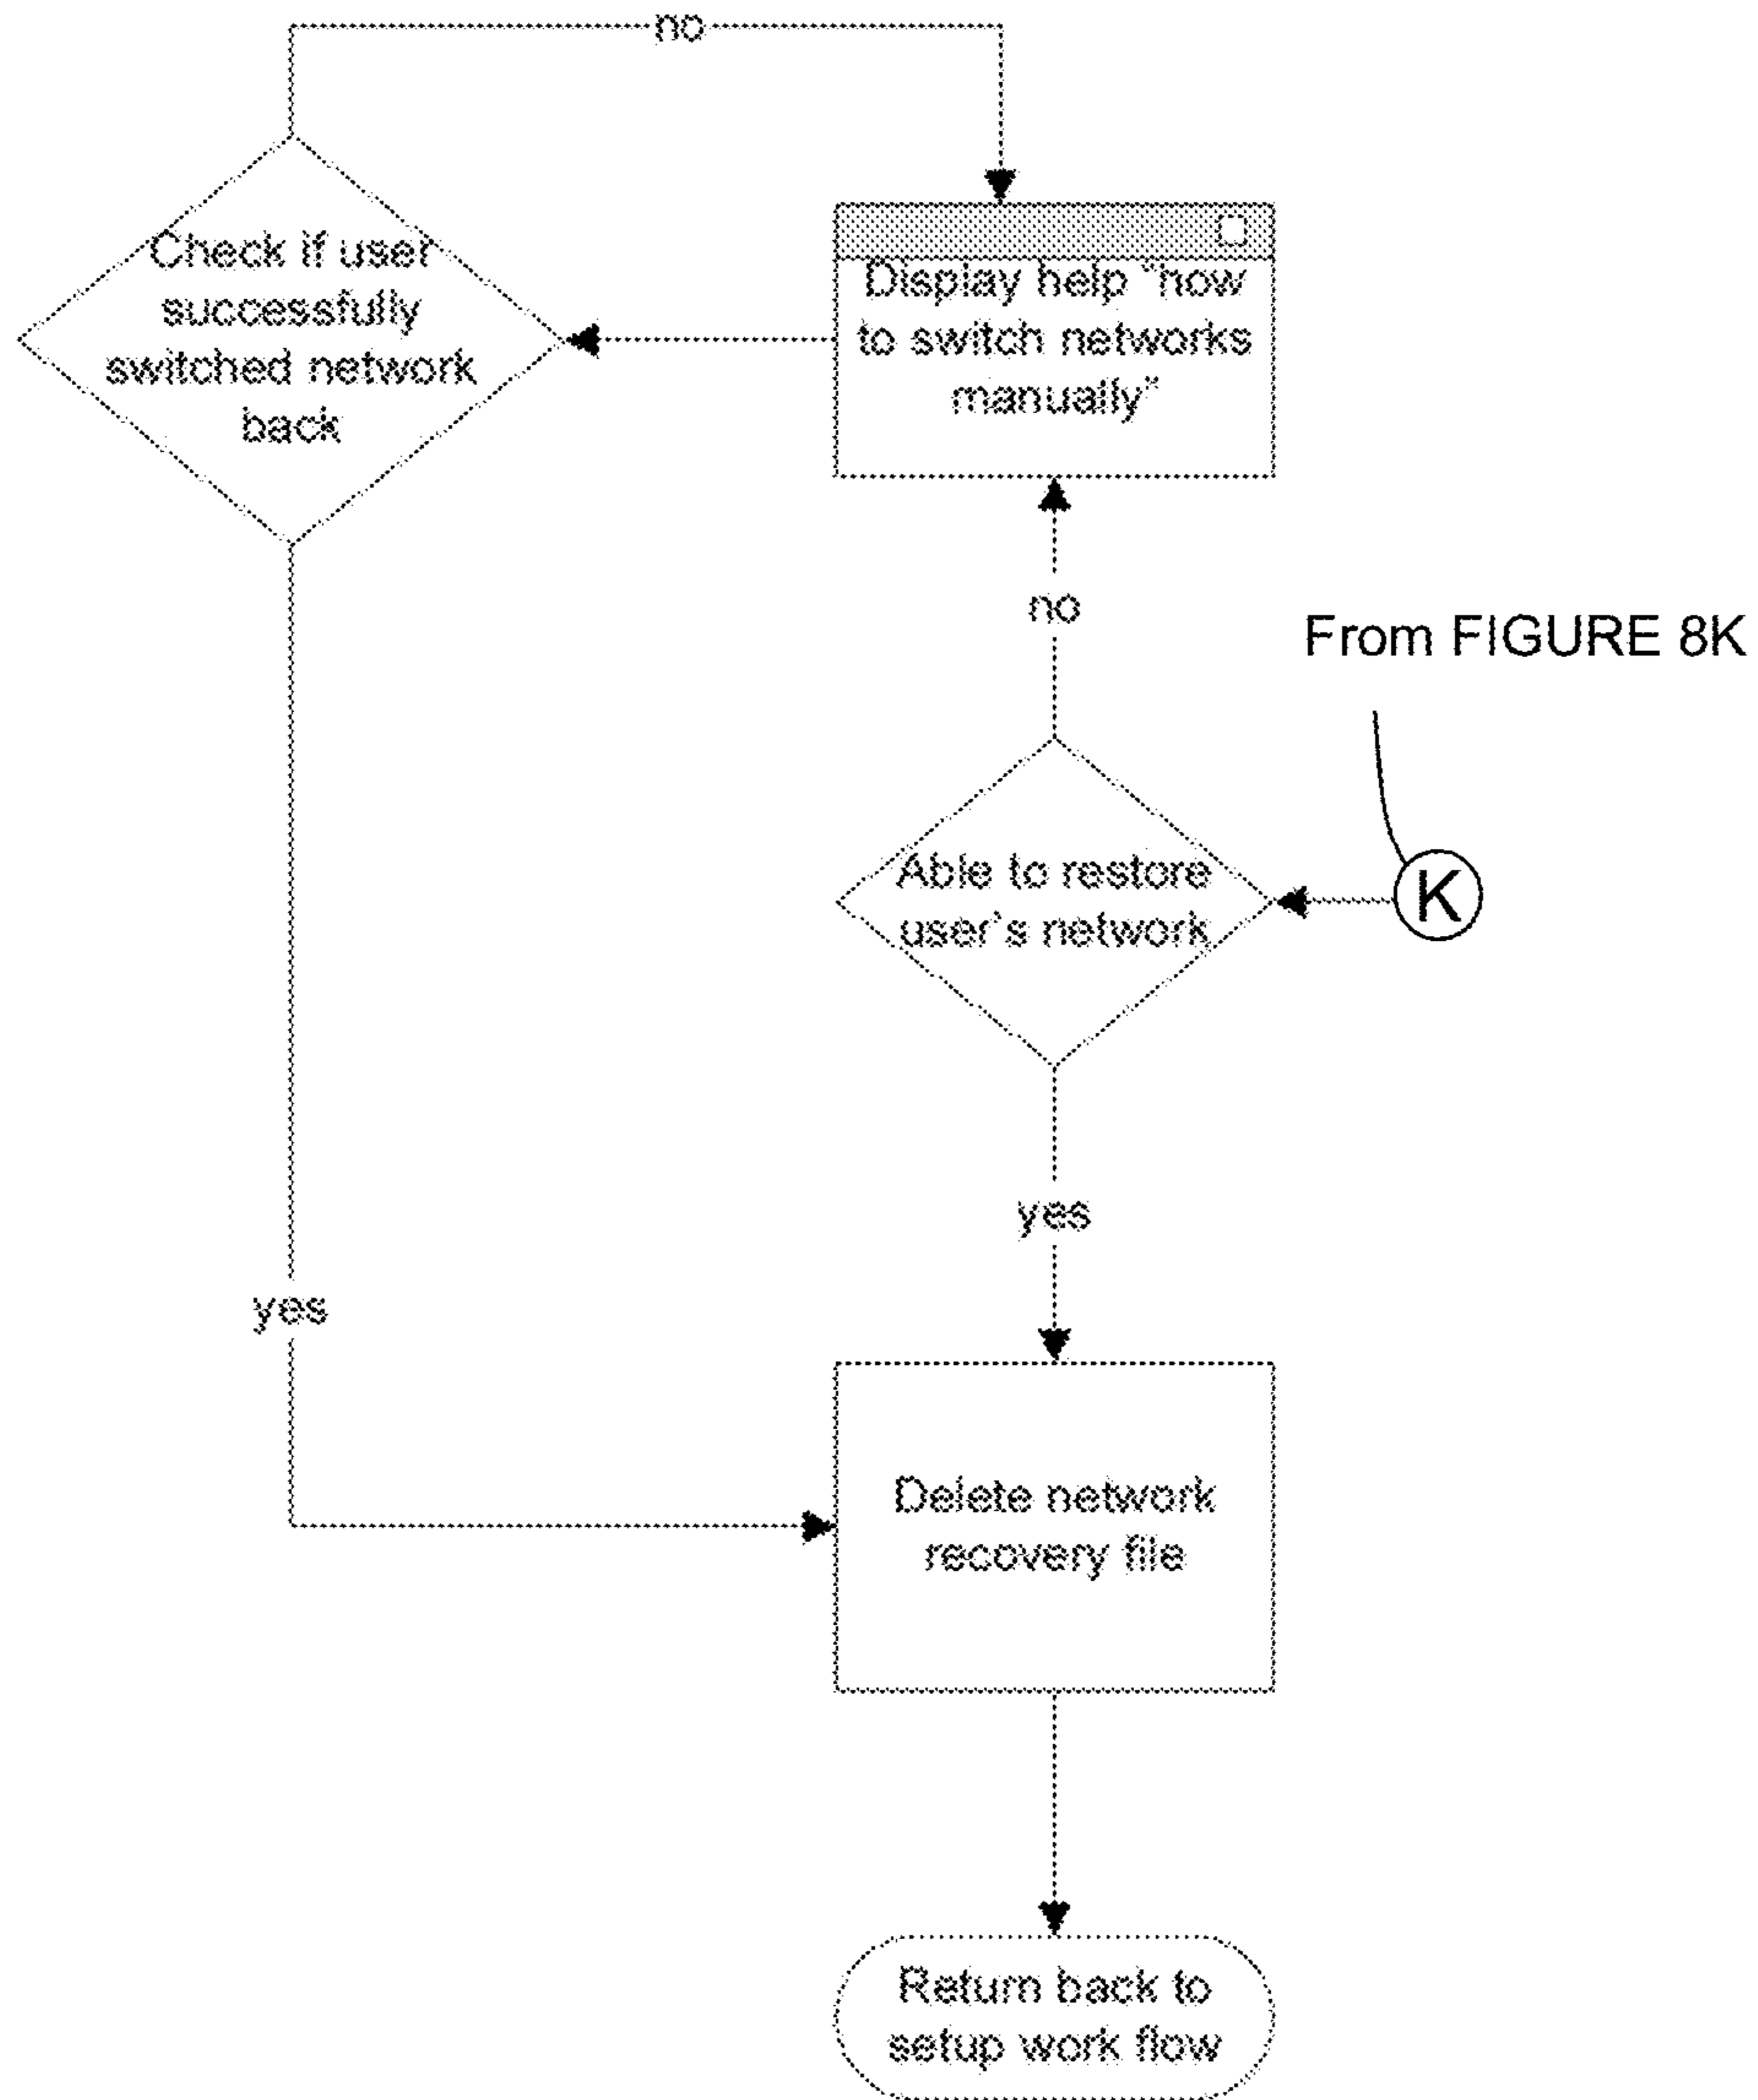 no
Check if user
successfully
switched network
back
Display help "how
to switch networks
manually"
no
From FIGURE 8K
Able to restore
user's network
K
yes
yes
Delete network
recovery file
Return back to
setup work flow